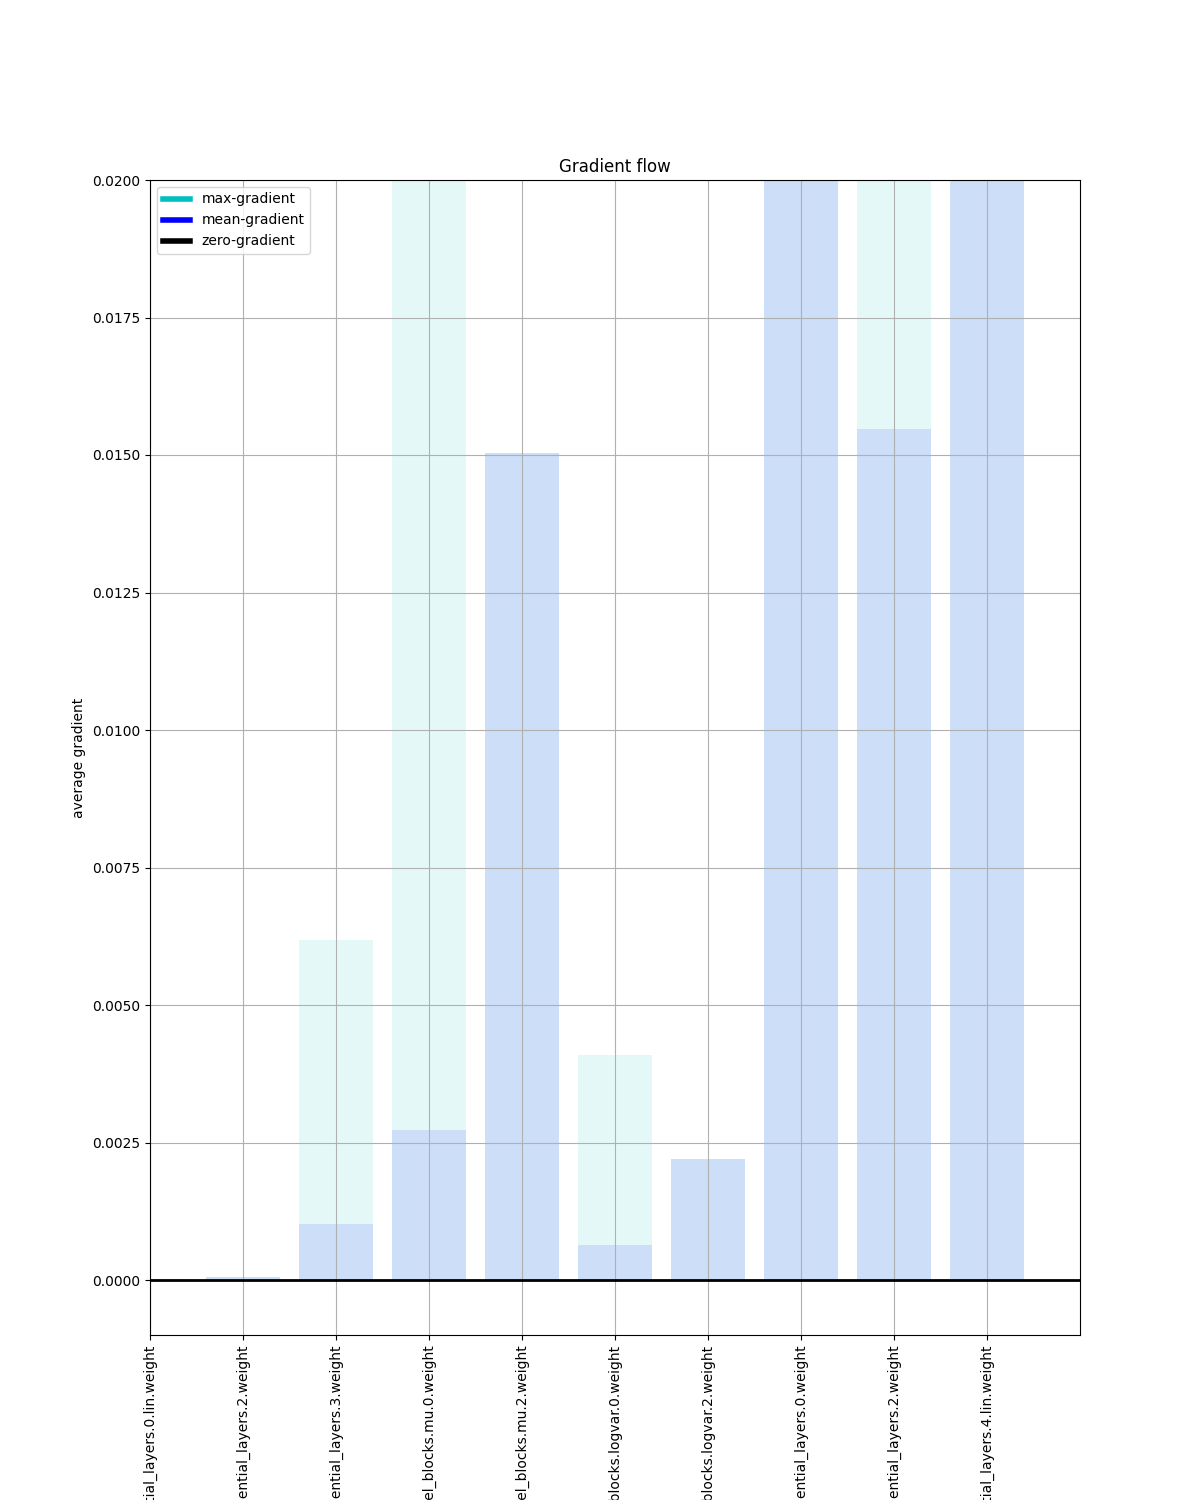 Gradient flow
max-gradient
mean-gradient
zero-gradient
0.0200
0.0175
0.0150
0.0125
0.0100
0.0075
0.0050
0.0025
0.0000
average gradient
tial_layers.0.lin.weight
ential_layers.2.weight
ential_layers.3.weight
el_blocks.mu.0.weight
el_blocks.mu.2.weight
blocks.logvar.0.weight
blocks.logvar.2.weight
ential_layers.0.weight
ential_layers.2.weight
tial_layers.4.lin.weight